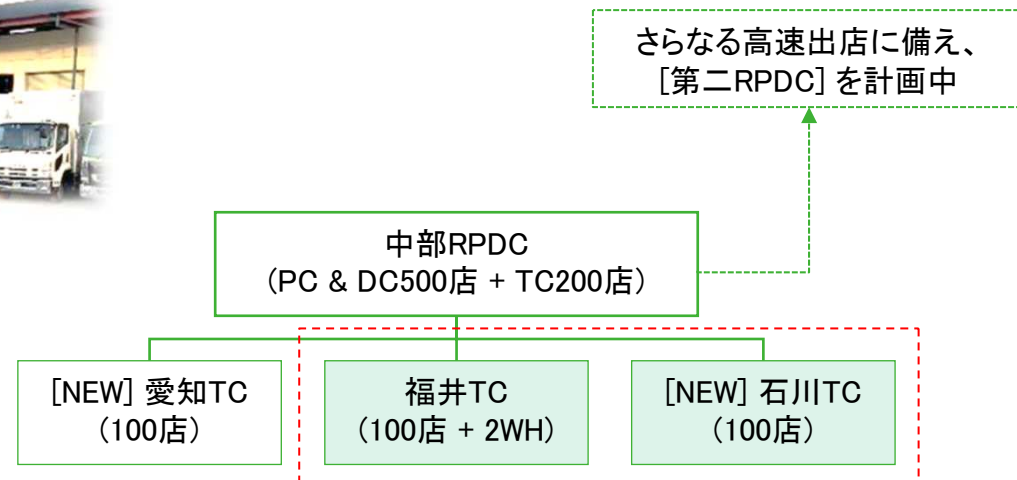 さらなる高速出店に備え、
[第二RPDC] を計画中
中部RPDC
（PC & DC500店 + TC200店）
[NEW] 愛知TC
（100店）
福井TC
（100店 + 2WH）
[NEW] 石川TC
（100店）